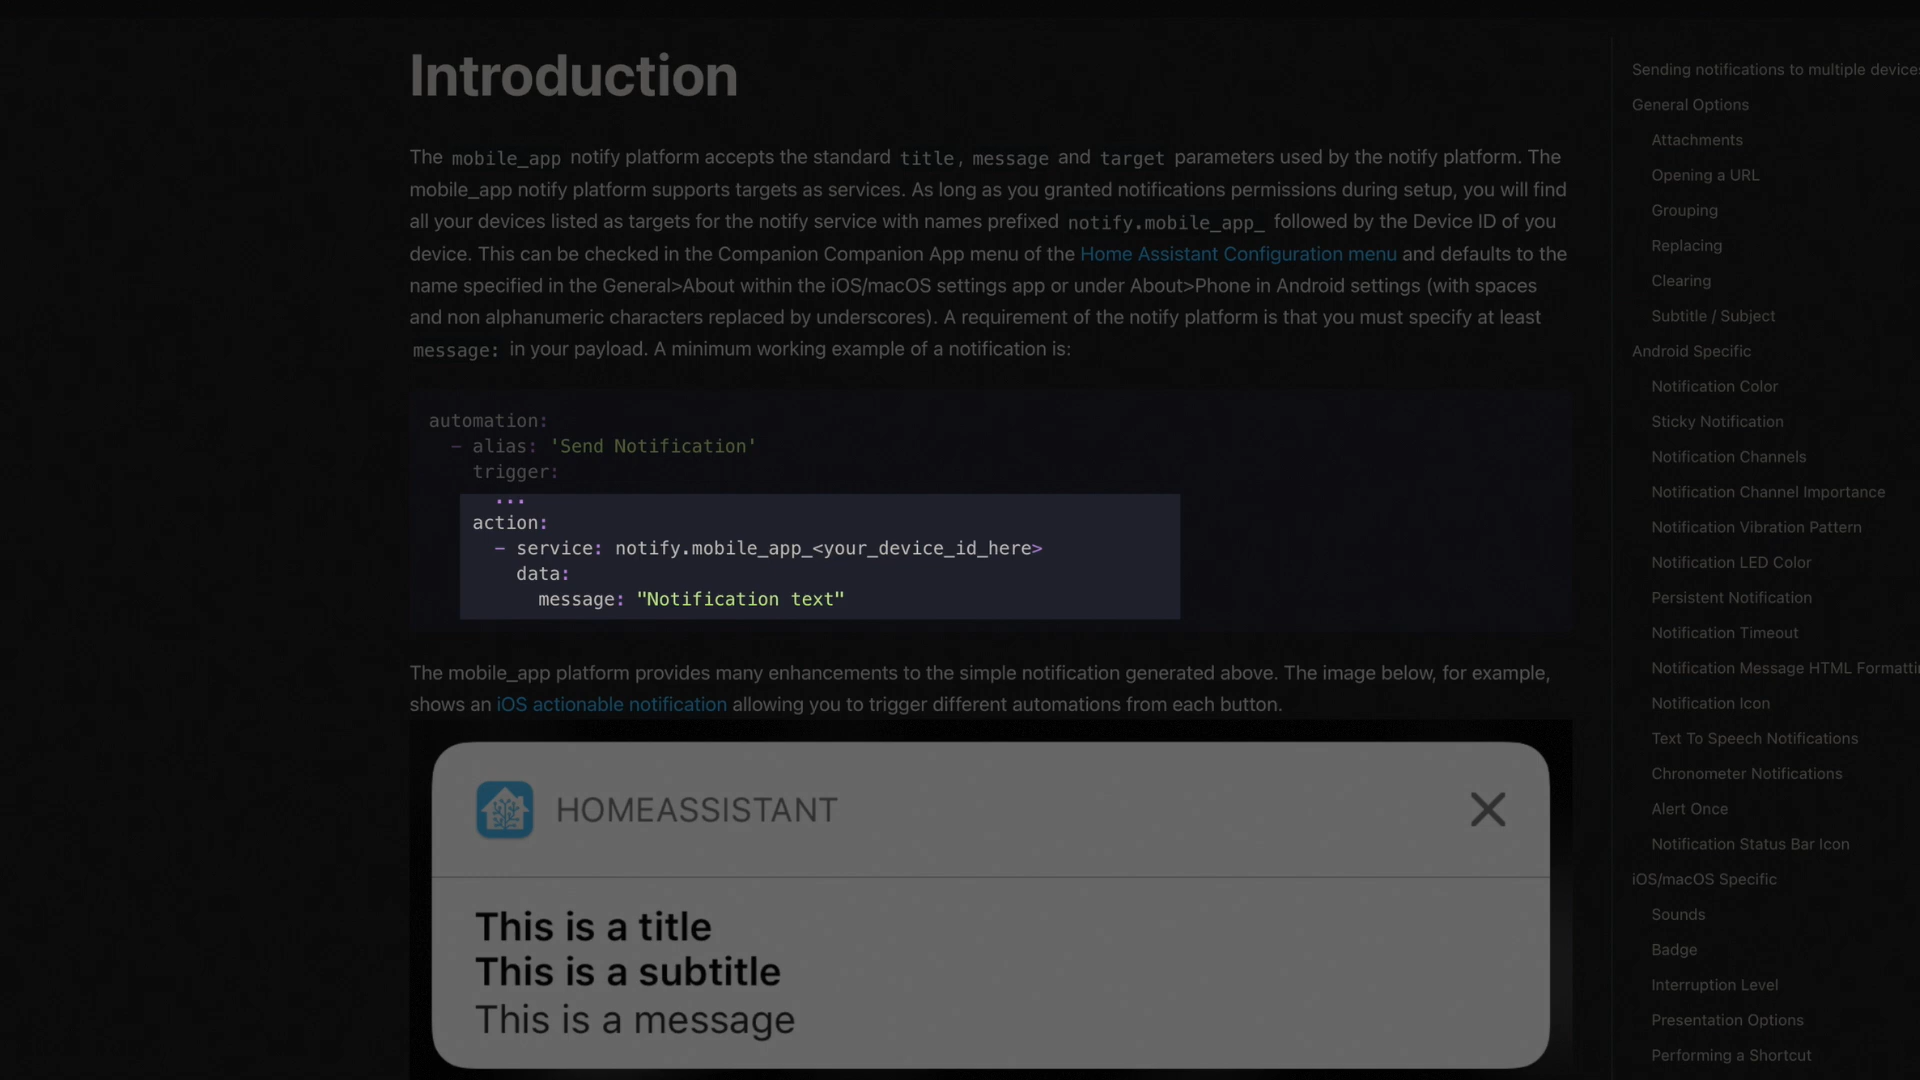 Introduction
The mobile_app notify platform accepts the standard title, message and target parameters used by the notify platform. The
mobile_app notify platform supports targets as services. As long as you granted notifications permissions during setup, you will find
all your devices listed as targets for the notify service with names prefixed notify.mobile_app_ followed by the Device ID of you
device. This can be checked in the Companion Companion App menu of the Home Assistant Configuration menu and defaults to the
name specified in the General>About within the iOS/macOS settings app or under About>Phone in Android settings (with spaces
and non alphanumeric characters replaced by underscores). A requirement of the notify platform is that you must specify at least
message: in your payload. A minimum working example of a notification is:
automation:
- alias: 'Send Notification'
trigger:
...
action:
- service: notify.mobile_app_<your_device_id_here>
data:
message: "Notification text"
The mobile_app platform provides many enhancements to the simple notification generated above. The image below, for example,
shows an iOS actionable notification allowing you to trigger different automations from each button.
HOMEASSISTANT
This is a title
This is a subtitle
This is a message
Sending notifications to multiple devices
General Options
Attachments
Opening a URL
Grouping
Replacing
Clearing
Subtitle / Subject
Android Specific
Notification Color
Sticky Notification
Notification Channels
Notification Channel Importance
Notification Vibration Pattern
Notification LED Color
Persistent Notification
Notification Timeout
Notification Message HTML Formatti
Notification Icon
Text To Speech Notifications
Chronometer Notifications
Alert Once
Notification Status Bar Icon
iOS/macOS Specific
Sounds
Badge
Interruption Level
Presentation Options
Performing a Shortcut